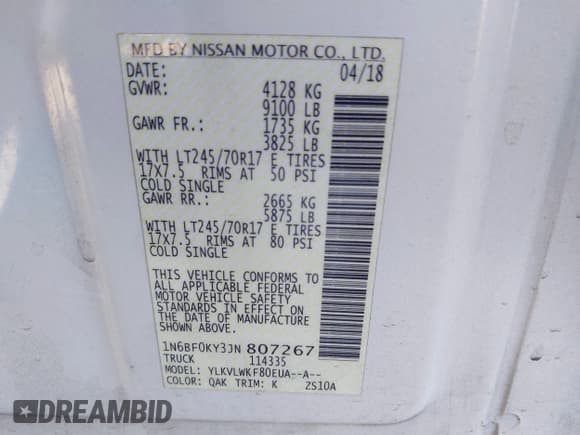 MFD BY NISSAN MOTOR CO., LTD.
DATE: 04/18
GVWR: 4128 KG
9100 LB
GAWR FR.: 1735 KG
3825 LB
WITH LT245/70R17 E TIRES
17X7.5 RIMS AT 50 PSI
COLD SINGLE
GAWR RR.: 2665 KG
5875 LB
WITH LT245/70R17 E TIRES
17X7.5 RIMS AT 80 PSI
COLD SINGLE
THIS VEHICLE CONFORMS TO
ALL APPLICABLE FEDERAL
MOTOR VEHICLE SAFETY
STANDARDS IN EFFECT ON
THE DATE OF MANUFACTURE
SHOWN ABOVE.
1N6BF0KY3JN 807267
TRUCK 114335
MODEL: YLKVLWKF80EUA--A--
COLOR: QAK TRIM: K ZS10A
STAT.VIN